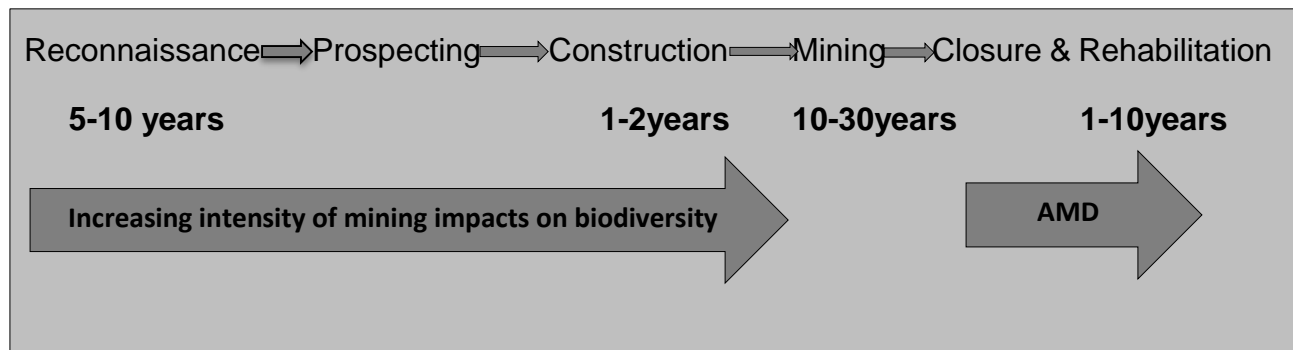 Reconnaissance Prospecting Construction Mining Closure & Rehabilitation
5-10 years 1-2years 10-30years 1-10years
Increasing intensity of mining impacts on biodiversity AMD